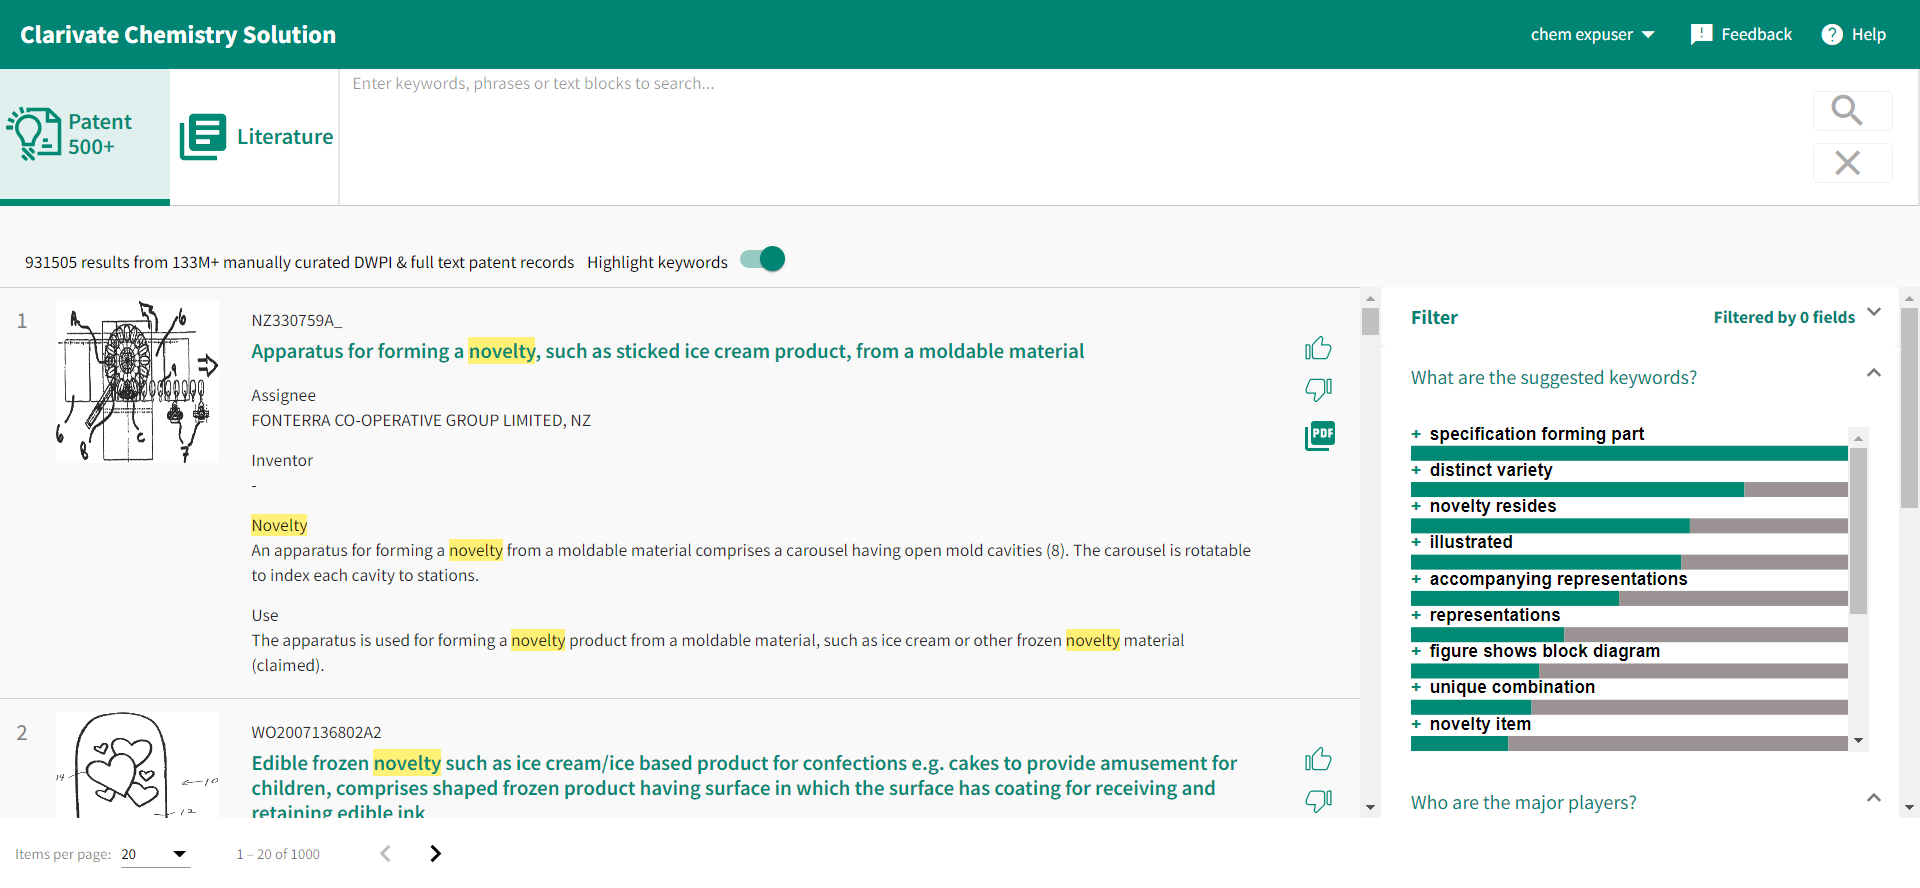 Clarivate Chemistry Solution
chem expuser
Feedback
Help
Patent
500+
Literature
Enter keywords, phrases or text blocks to search...
931505 results from 133M+ manually curated DWPI & full text patent records
Highlight keywords
1
NZ330759A_
Apparatus for forming a novelty, such as sticked ice cream product, from a moldable material
Assignee
FONTERRA CO-OPERATIVE GROUP LIMITED, NZ
Inventor
-
Novelty
An apparatus for forming a novelty from a moldable material comprises a carousel having open mold cavities (8). The carousel is rotatable
to index each cavity to stations.
Use
The apparatus is used for forming a novelty product from a moldable material, such as ice cream or other frozen novelty material
(claimed).
A
6
9
6
8
C
7
PDF
2
WO2007136802A2
Edible frozen novelty such as ice cream/ice based product for confections e.g. cakes to provide amusement for
children, comprises shaped frozen product having surface in which the surface has coating for receiving and
retaining edible ink
14
10
12
Filter
Filtered by 0 fields
What are the suggested keywords?
+ specification forming part
+ distinct variety
+ novelty resides
+ illustrated
+ accompanying representations
+ representations
+ figure shows block diagram
+ unique combination
+ novelty item
Who are the major players?
Items per page: 20
1 – 20 of 1000